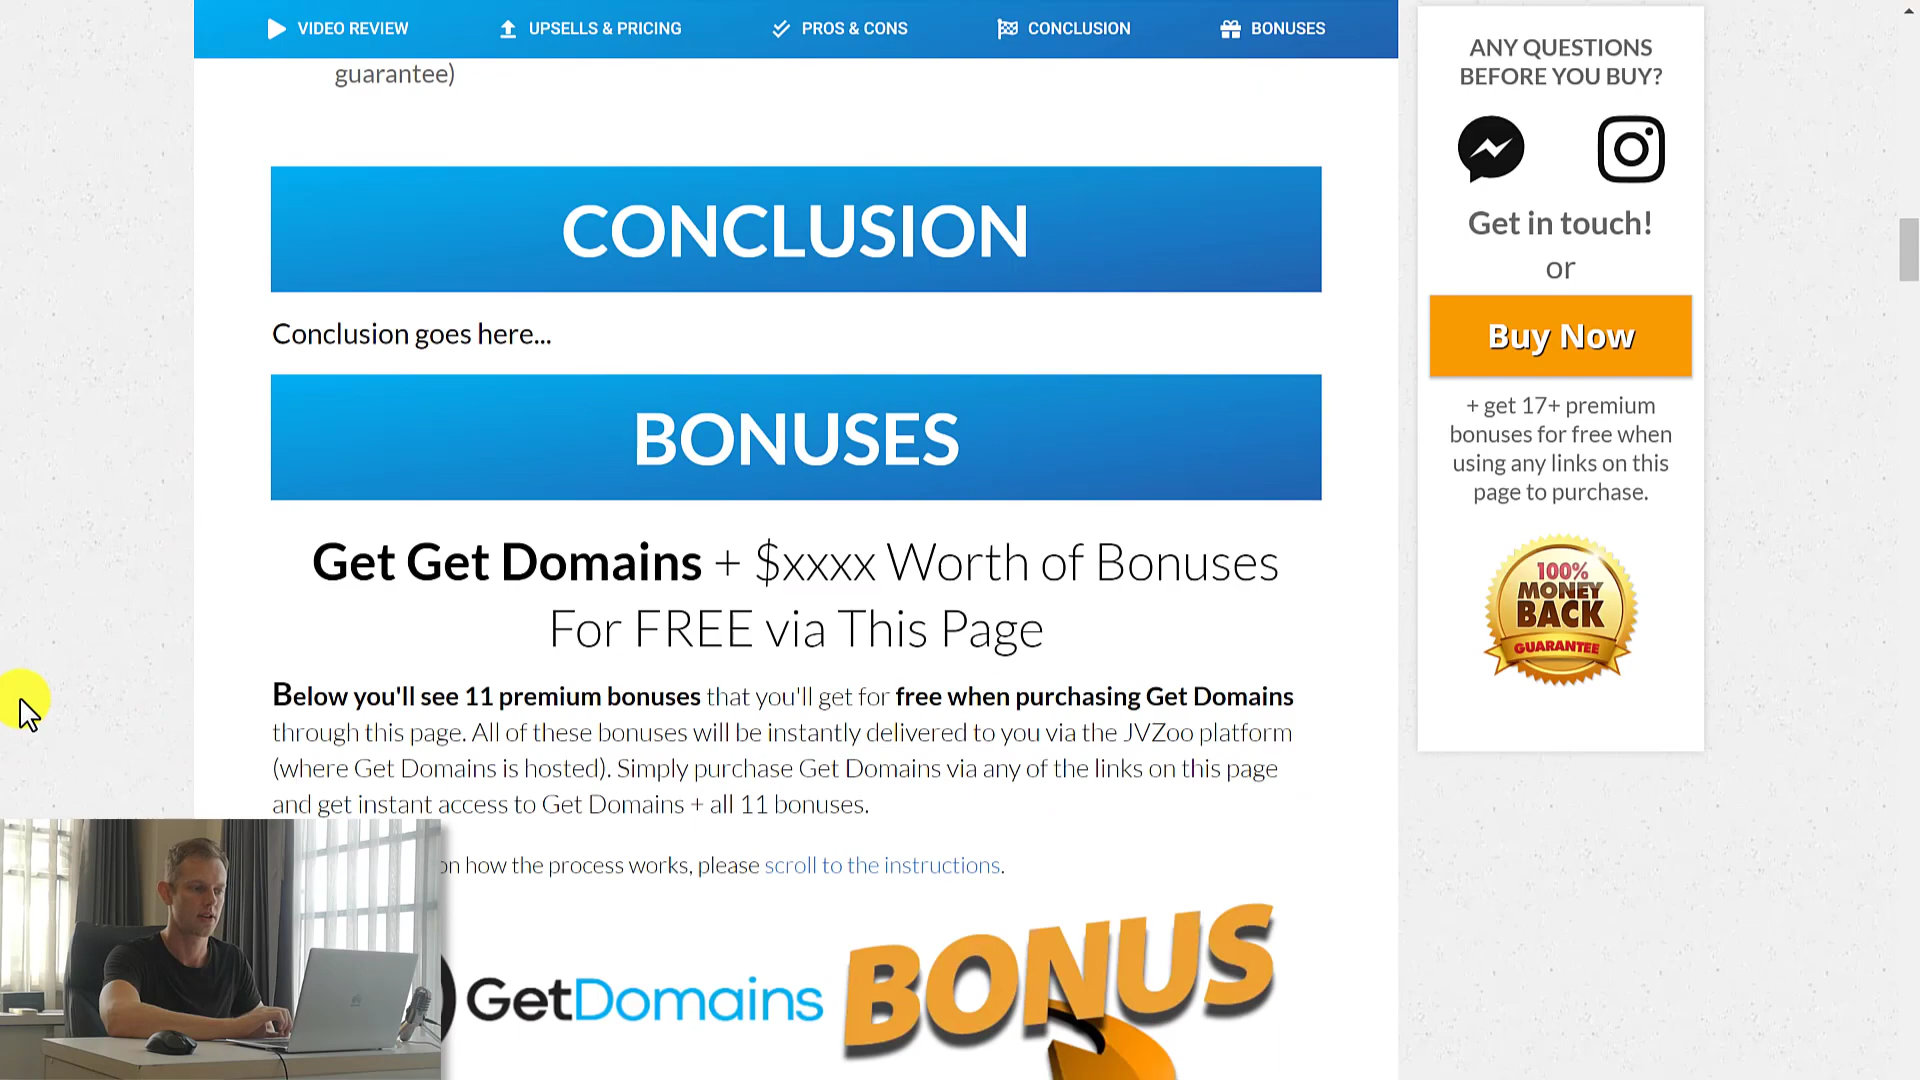 VIDEO REVIEW
UPSELLS & PRICING
PROS & CONS
CONCLUSION
BONUSES
guarantee)
CONCLUSION
Conclusion goes here...
BONUSES
Get Get Domains + $xxxx Worth of Bonuses
For FREE via This Page
Below you'll see 11 premium bonuses that you'll get for free when purchasing Get Domains
through this page. All of these bonuses will be instantly delivered to you via the JVZoo platform
(where Get Domains is hosted). Simply purchase Get Domains via any of the links on this page
and get instant access to Get Domains + all 11 bonuses.
on how the process works, please scroll to the instructions.
GetDomains
BONUS
ANY QUESTIONS
BEFORE YOU BUY?
Get in touch!
or
Buy Now
+ get 17+ premium
bonuses for free when
using any links on this
page to purchase.
100%
MONEY
BACK
GUARANTEE